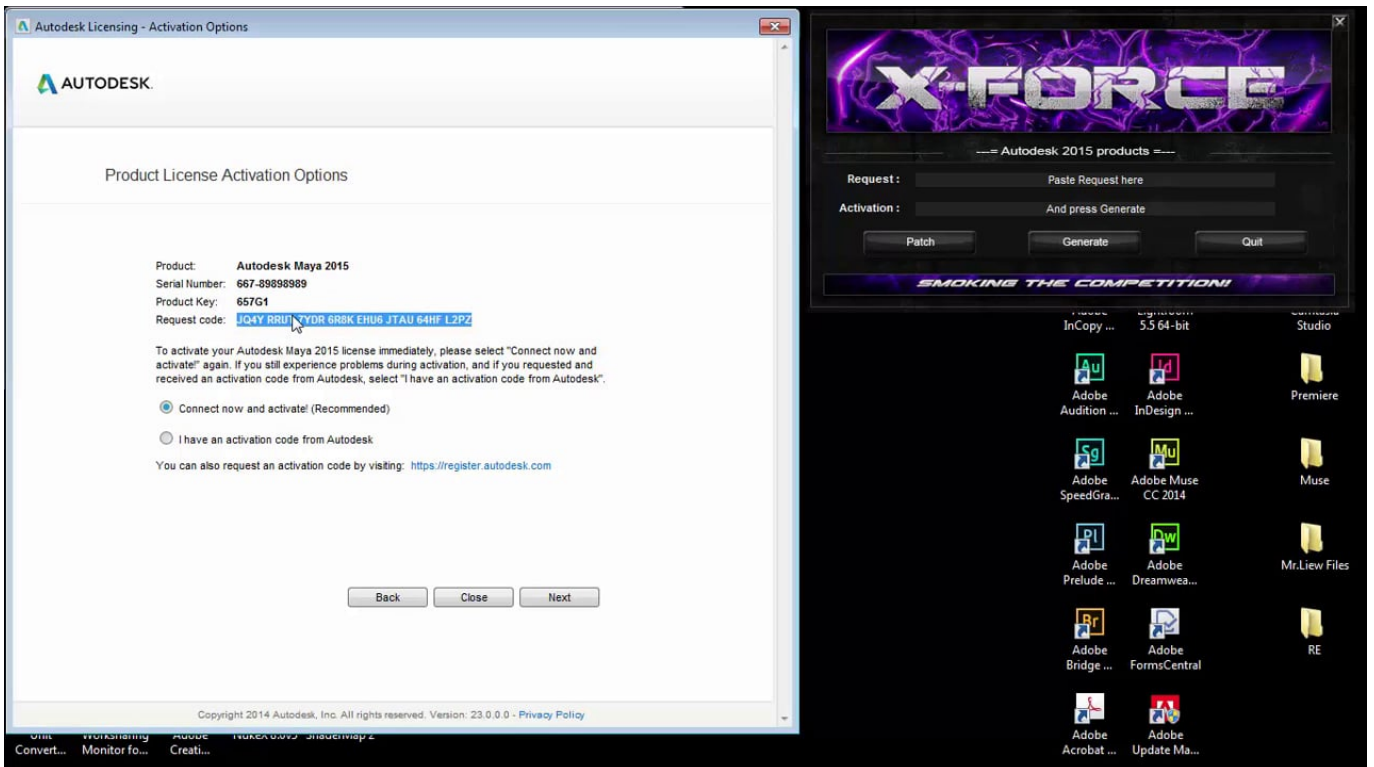 Autodesk Licensing - Activation Options
AUTODESK.
Product License Activation Options
Product: Autodesk Maya 2015
Serial Number: 667-89898989
Product Key: 657G1
Request code: JQ4Y 6R8K EHU6 JTAU 64HF L2PZ
To activate your Autodesk Maya 2015 license immediately, please select "Connect now and
activate!" again. If you still experience problems during activation, and if you requested and
received an activation code from Autodesk, select "I have an activation code from Autodesk".
Connect now and activate! (Recommended)
I have an activation code from Autodesk
You can also request an activation code by visiting: https://register.autodesk.com
Back Close Next
Copyright 2014 Autodesk, Inc. All rights reserved. Version: 23.0.0.0 - Privacy Policy
X-FORCE
---= Autodesk 2015 products =---
Request : Paste Request here
Activation : And press Generate
Patch Generate Quit
SMOKING THE COMPETITION!
InCopy ... 5.5 64-bit Studio
Au Id
Adobe Audition ...
Adobe InDesign ...
Premiere
Sg Mu
Adobe SpeedGra...
Adobe Muse CC 2014
Muse
Pl Dw
Adobe Prelude ...
Adobe Dreamwea...
Mr.Liew Files
Br
Adobe Bridge ...
Adobe FormsCentral
RE
Adobe Acrobat ...
Adobe Update Ma...
Convert... Monitor fo... Creati...